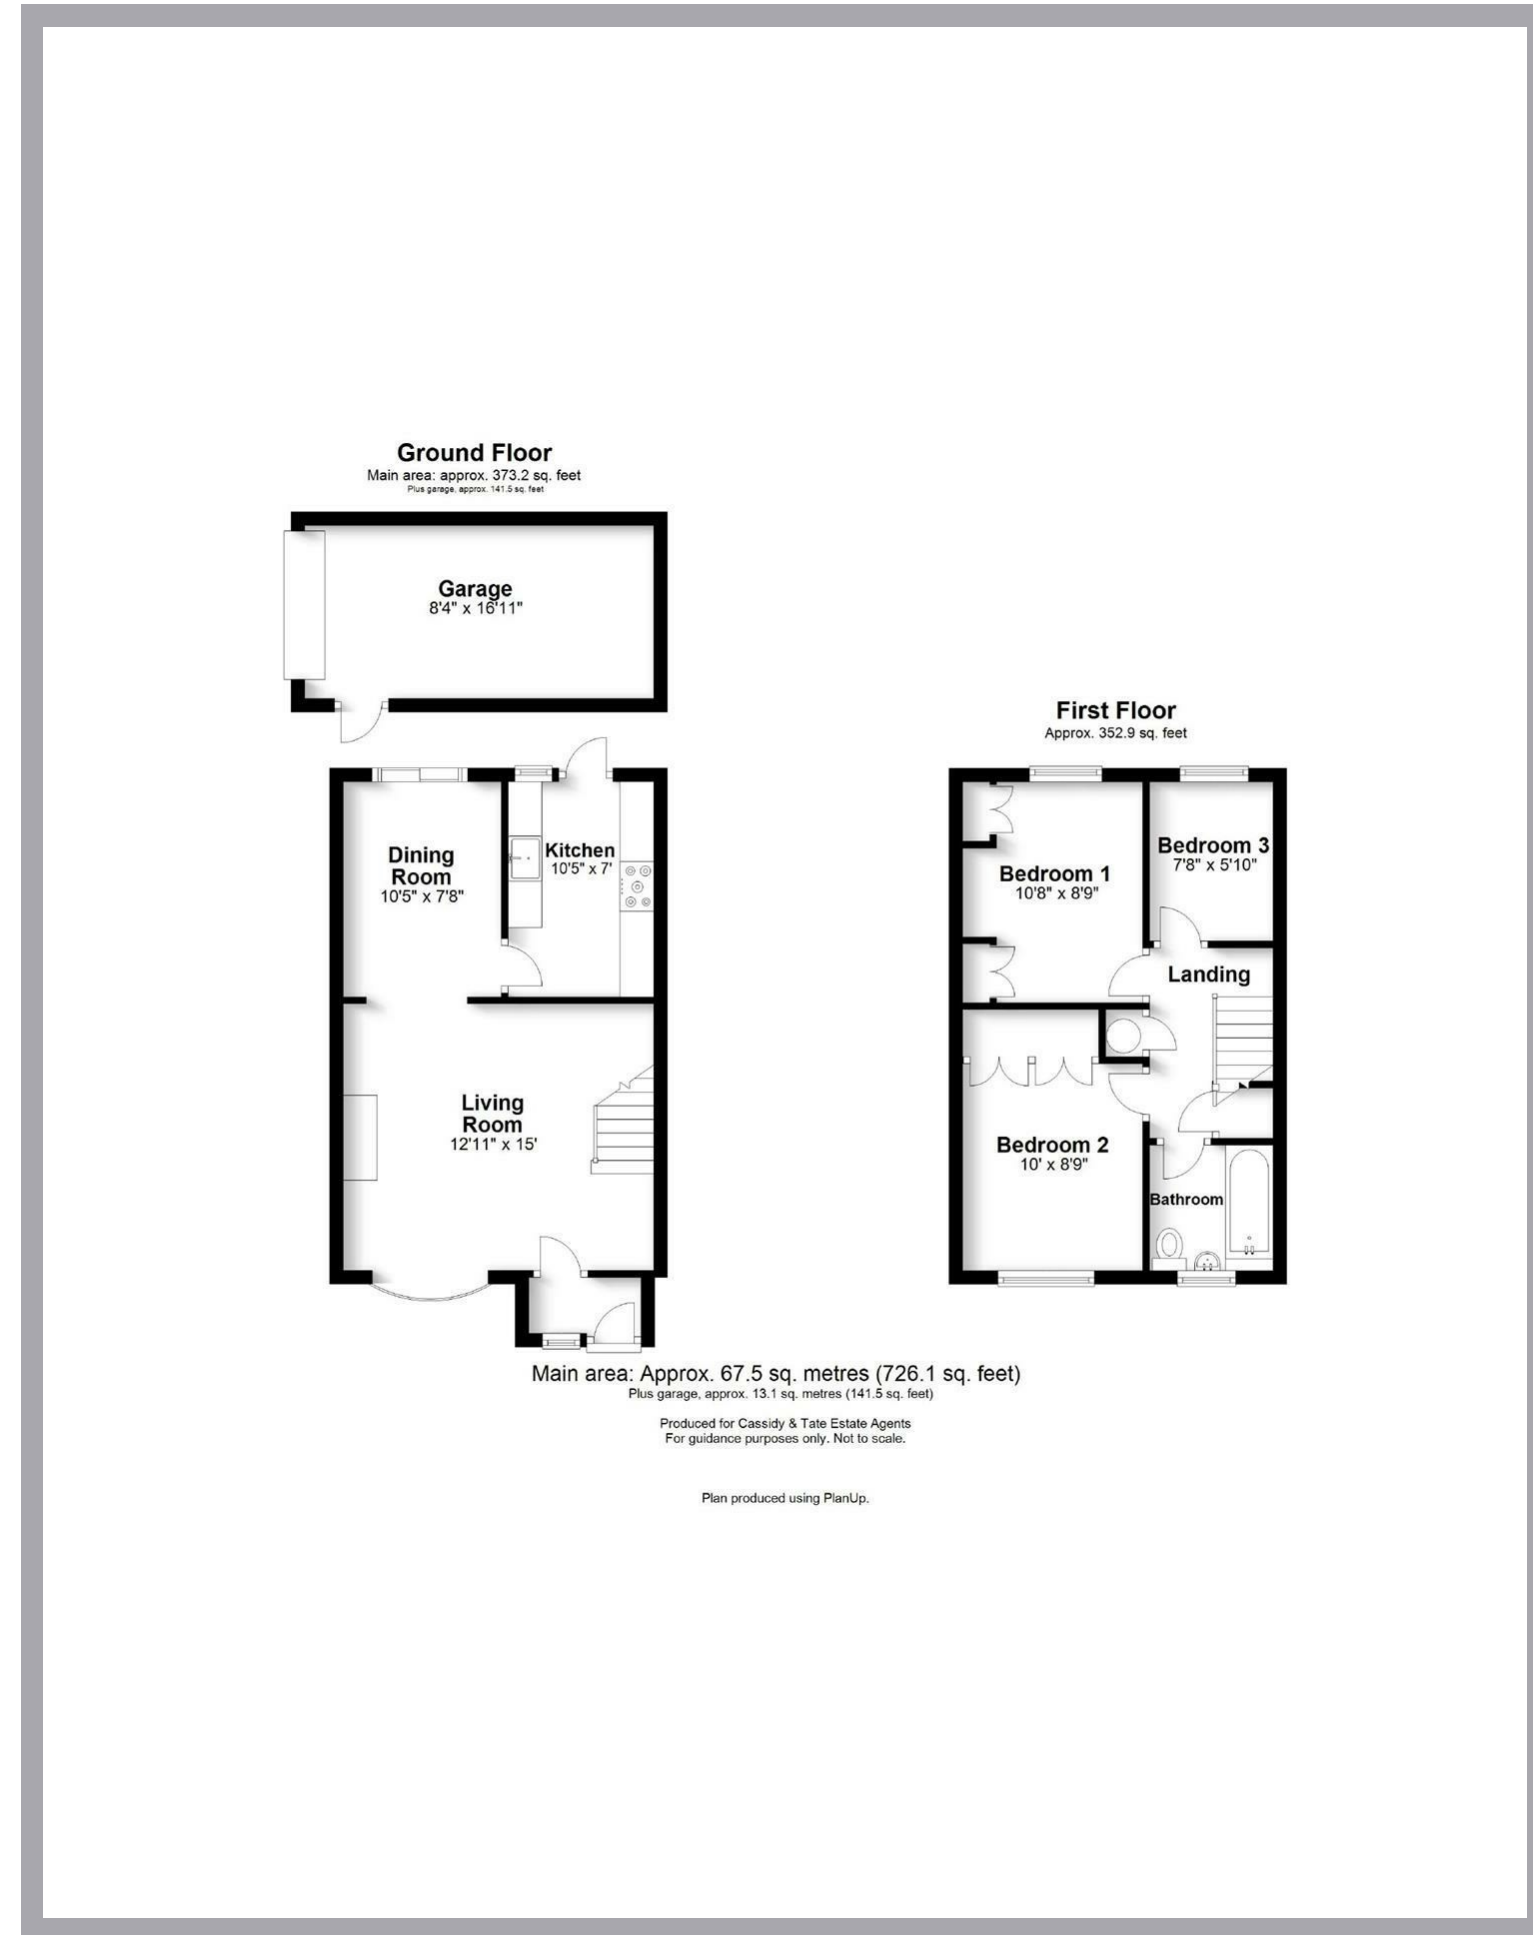 Ground Floor
Main area: approx. 373.2 sq. feet
Plus garage, approx. 141.5 sq. feet
Garage
8'4" x 16'11"
Dining
Room
10'5" x 7'8"
Kitchen
10'5" x 7'
Living
Room
12'11" x 15'
First Floor
Approx. 352.9 sq. feet
Bedroom 1
10'8" x 8'9"
Bedroom 3
7'8" x 5'10"
Landing
Bedroom 2
10' x 8'9"
Bathroom
Main area: Approx. 67.5 sq. metres (726.1 sq. feet)
Plus garage, approx. 13.1 sq. metres (141.5 sq. feet)
Produced for Cassidy & Tate Estate Agents
For guidance purposes only. Not to scale.
Plan produced using PlanUp.